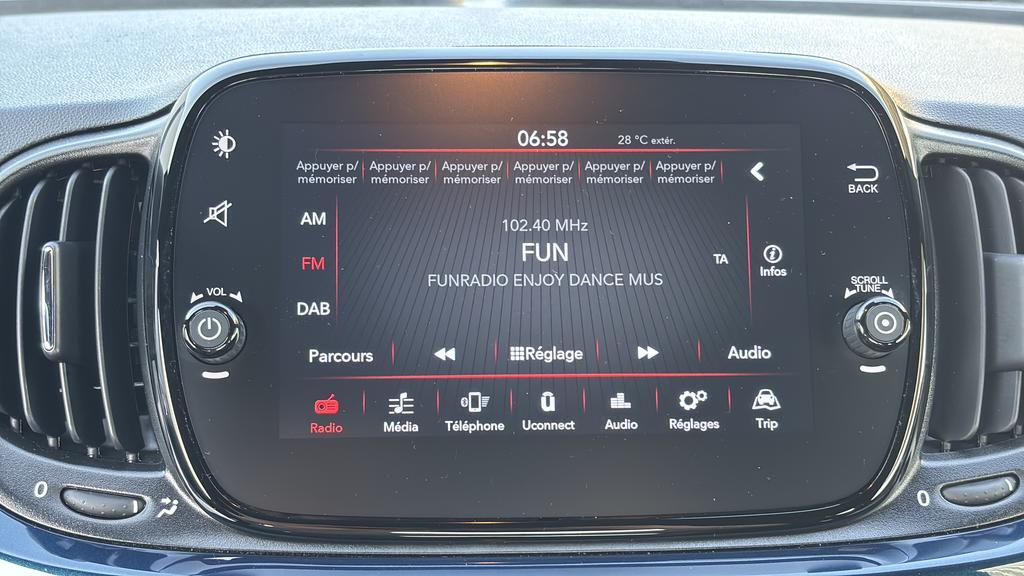 06:58 28 °C extér.
Appuyer p/ Appuyer p/ Appuyer p/ Appuyer p/ Appuyer p/ Appuyer p/
mémoriser mémoriser mémoriser mémoriser mémoriser mémoriser
BACK
AM
102.40 MHz
FUN
TA
FM
Infos
FUNRADIO ENJOY DANCE MUS
VOL
SCROLL
TUNE
DAB
Parcours Réglage Audio
Radio Média Téléphone Uconnect Audio Réglages Trip
0 0